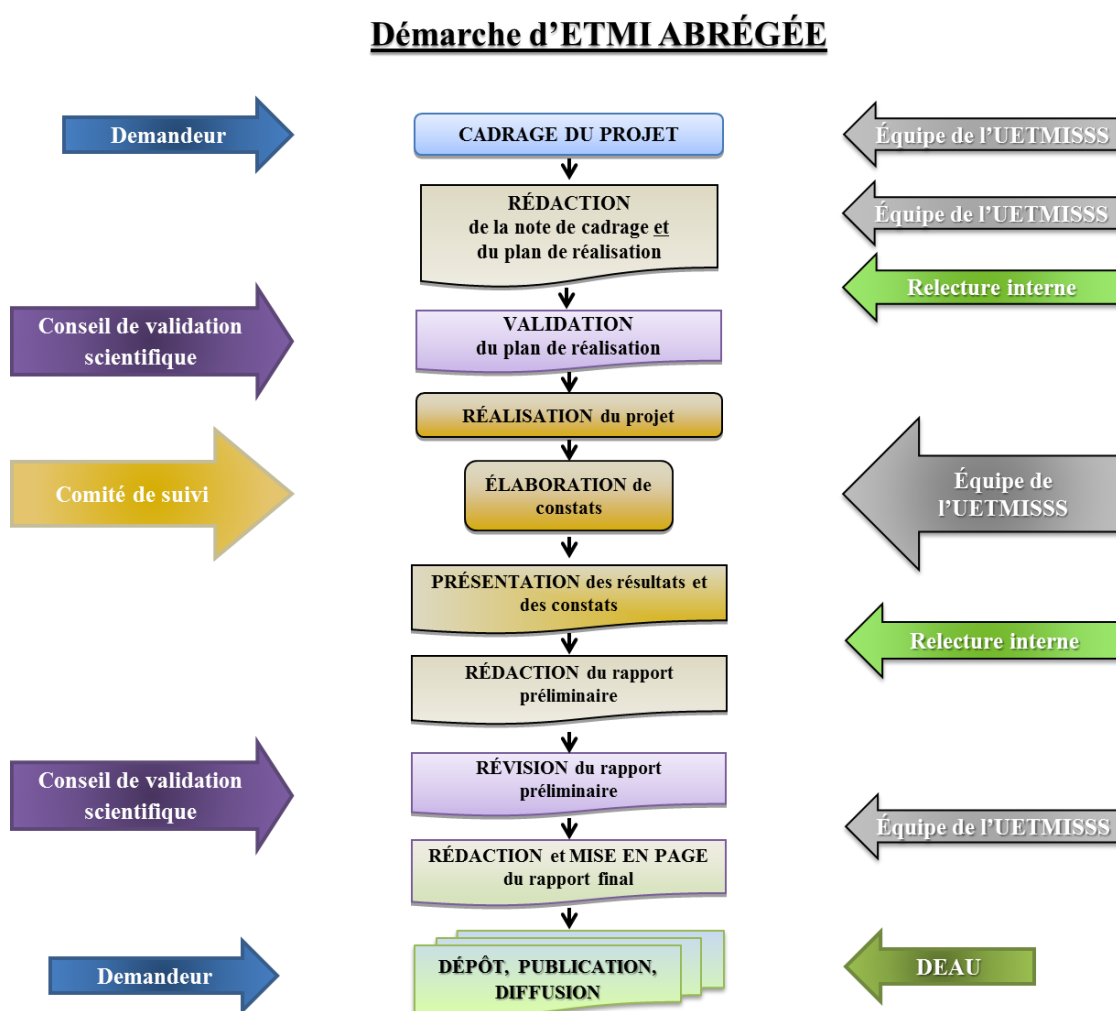 Démarche d'ETMI ABRÉGÉE
Demandeur
CADRAGE DU PROJET
Équipe de l'UETMISSS
RÉDACTION
de la note de cadrage et
du plan de réalisation
Équipe de l'UETMISSS
Relecture interne
Conseil de validation
scientifique
VALIDATION
du plan de réalisation
RÉALISATION du projet
Comité de suivi
ÉLABORATION de
constats
Équipe de
l'UETMISSS
PRÉSENTATION des résultats et
des constats
Relecture interne
RÉDACTION du rapport
préliminaire
Conseil de validation
scientifique
RÉVISION du rapport
préliminaire
Équipe de l'UETMISSS
RÉDACTION et MISE EN PAGE
du rapport final
Demandeur
DÉPÔT, PUBLICATION,
DIFFUSION
DEAU